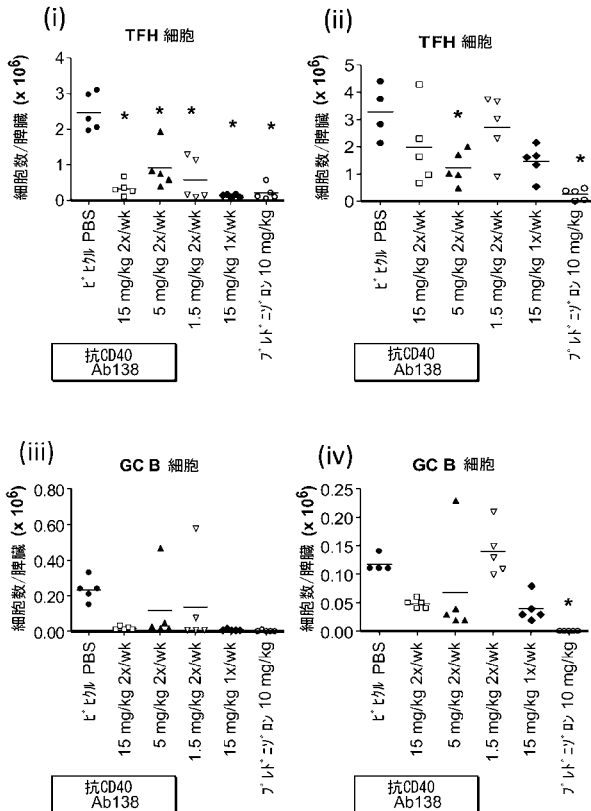 (i)
TFH 細胞
細胞数/脾臓 (x 10⁶)
4
3
2
1
0
*
*
*
*
*
ビヒクル PBS
15 mg/kg 2x/wk
5 mg/kg 2x/wk
1.5 mg/kg 2x/wk
15 mg/kg 1x/wk
プレドニゾロン 10 mg/kg
抗CD40
Ab138
(ii)
TFH 細胞
細胞数/脾臓 (x 10⁶)
5
4
3
2
1
0
*
*
ビヒクル PBS
15 mg/kg 2x/wk
5 mg/kg 2x/wk
1.5 mg/kg 2x/wk
15 mg/kg 1x/wk
プレドニゾロン 10 mg/kg
抗CD40
Ab138
(iii)
GC B 細胞
細胞数/脾臓 (x 10⁶)
0.80
0.60
0.40
0.20
0.00
ビヒクル PBS
15 mg/kg 2x/wk
5 mg/kg 2x/wk
1.5 mg/kg 2x/wk
15 mg/kg 1x/wk
プレドニゾロン 10 mg/kg
抗CD40
Ab138
(iv)
GC B 細胞
細胞数/脾臓 (x 10⁶)
0.25
0.20
0.15
0.10
0.05
0.00
*
ビヒクル PBS
15 mg/kg 2x/wk
5 mg/kg 2x/wk
1.5 mg/kg 2x/wk
15 mg/kg 1x/wk
プレドニゾロン 10 mg/kg
抗CD40
Ab138